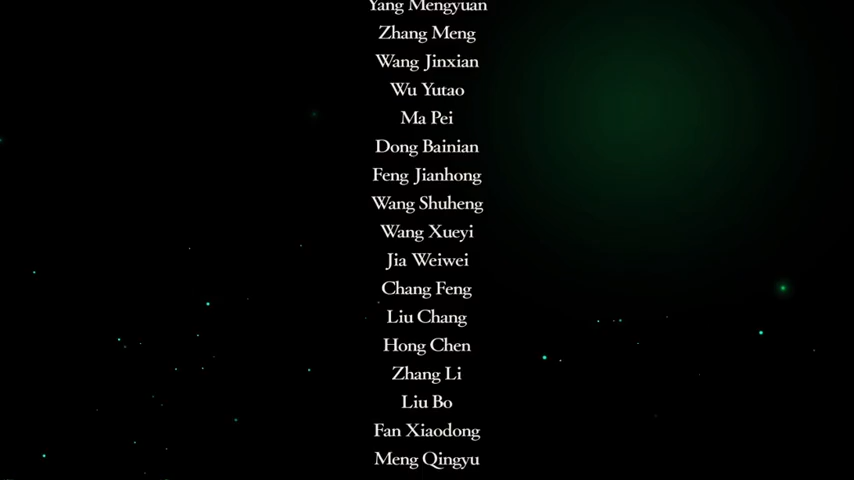 Yang Mengyuan
Zhang Meng
Wang Jinxian
Wu Yutao
Ma Pei
Dong Bainian
Feng Jianhong
Wang Shuheng
Wang Xueyi
Jia Weiwei
Chang Feng
Liu Chang
Hong Chen
Zhang Li
Liu Bo
Fan Xiaodong
Meng Qingyu